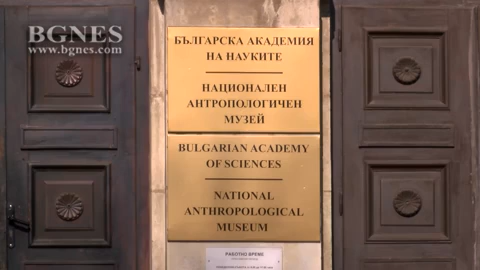 BGNES
www.bgnes.com
БЪЛГАРСКА АКАДЕМИЯ
НА НАУКИТЕ
НАЦИОНАЛЕН
АНТРОПОЛОГИЧЕН
МУЗЕЙ
BULGARIAN ACADEMY
OF SCIENCES
NATIONAL
ANTHROPOLOGICAL
MUSEUM
РАБОТНО ВРЕМЕ